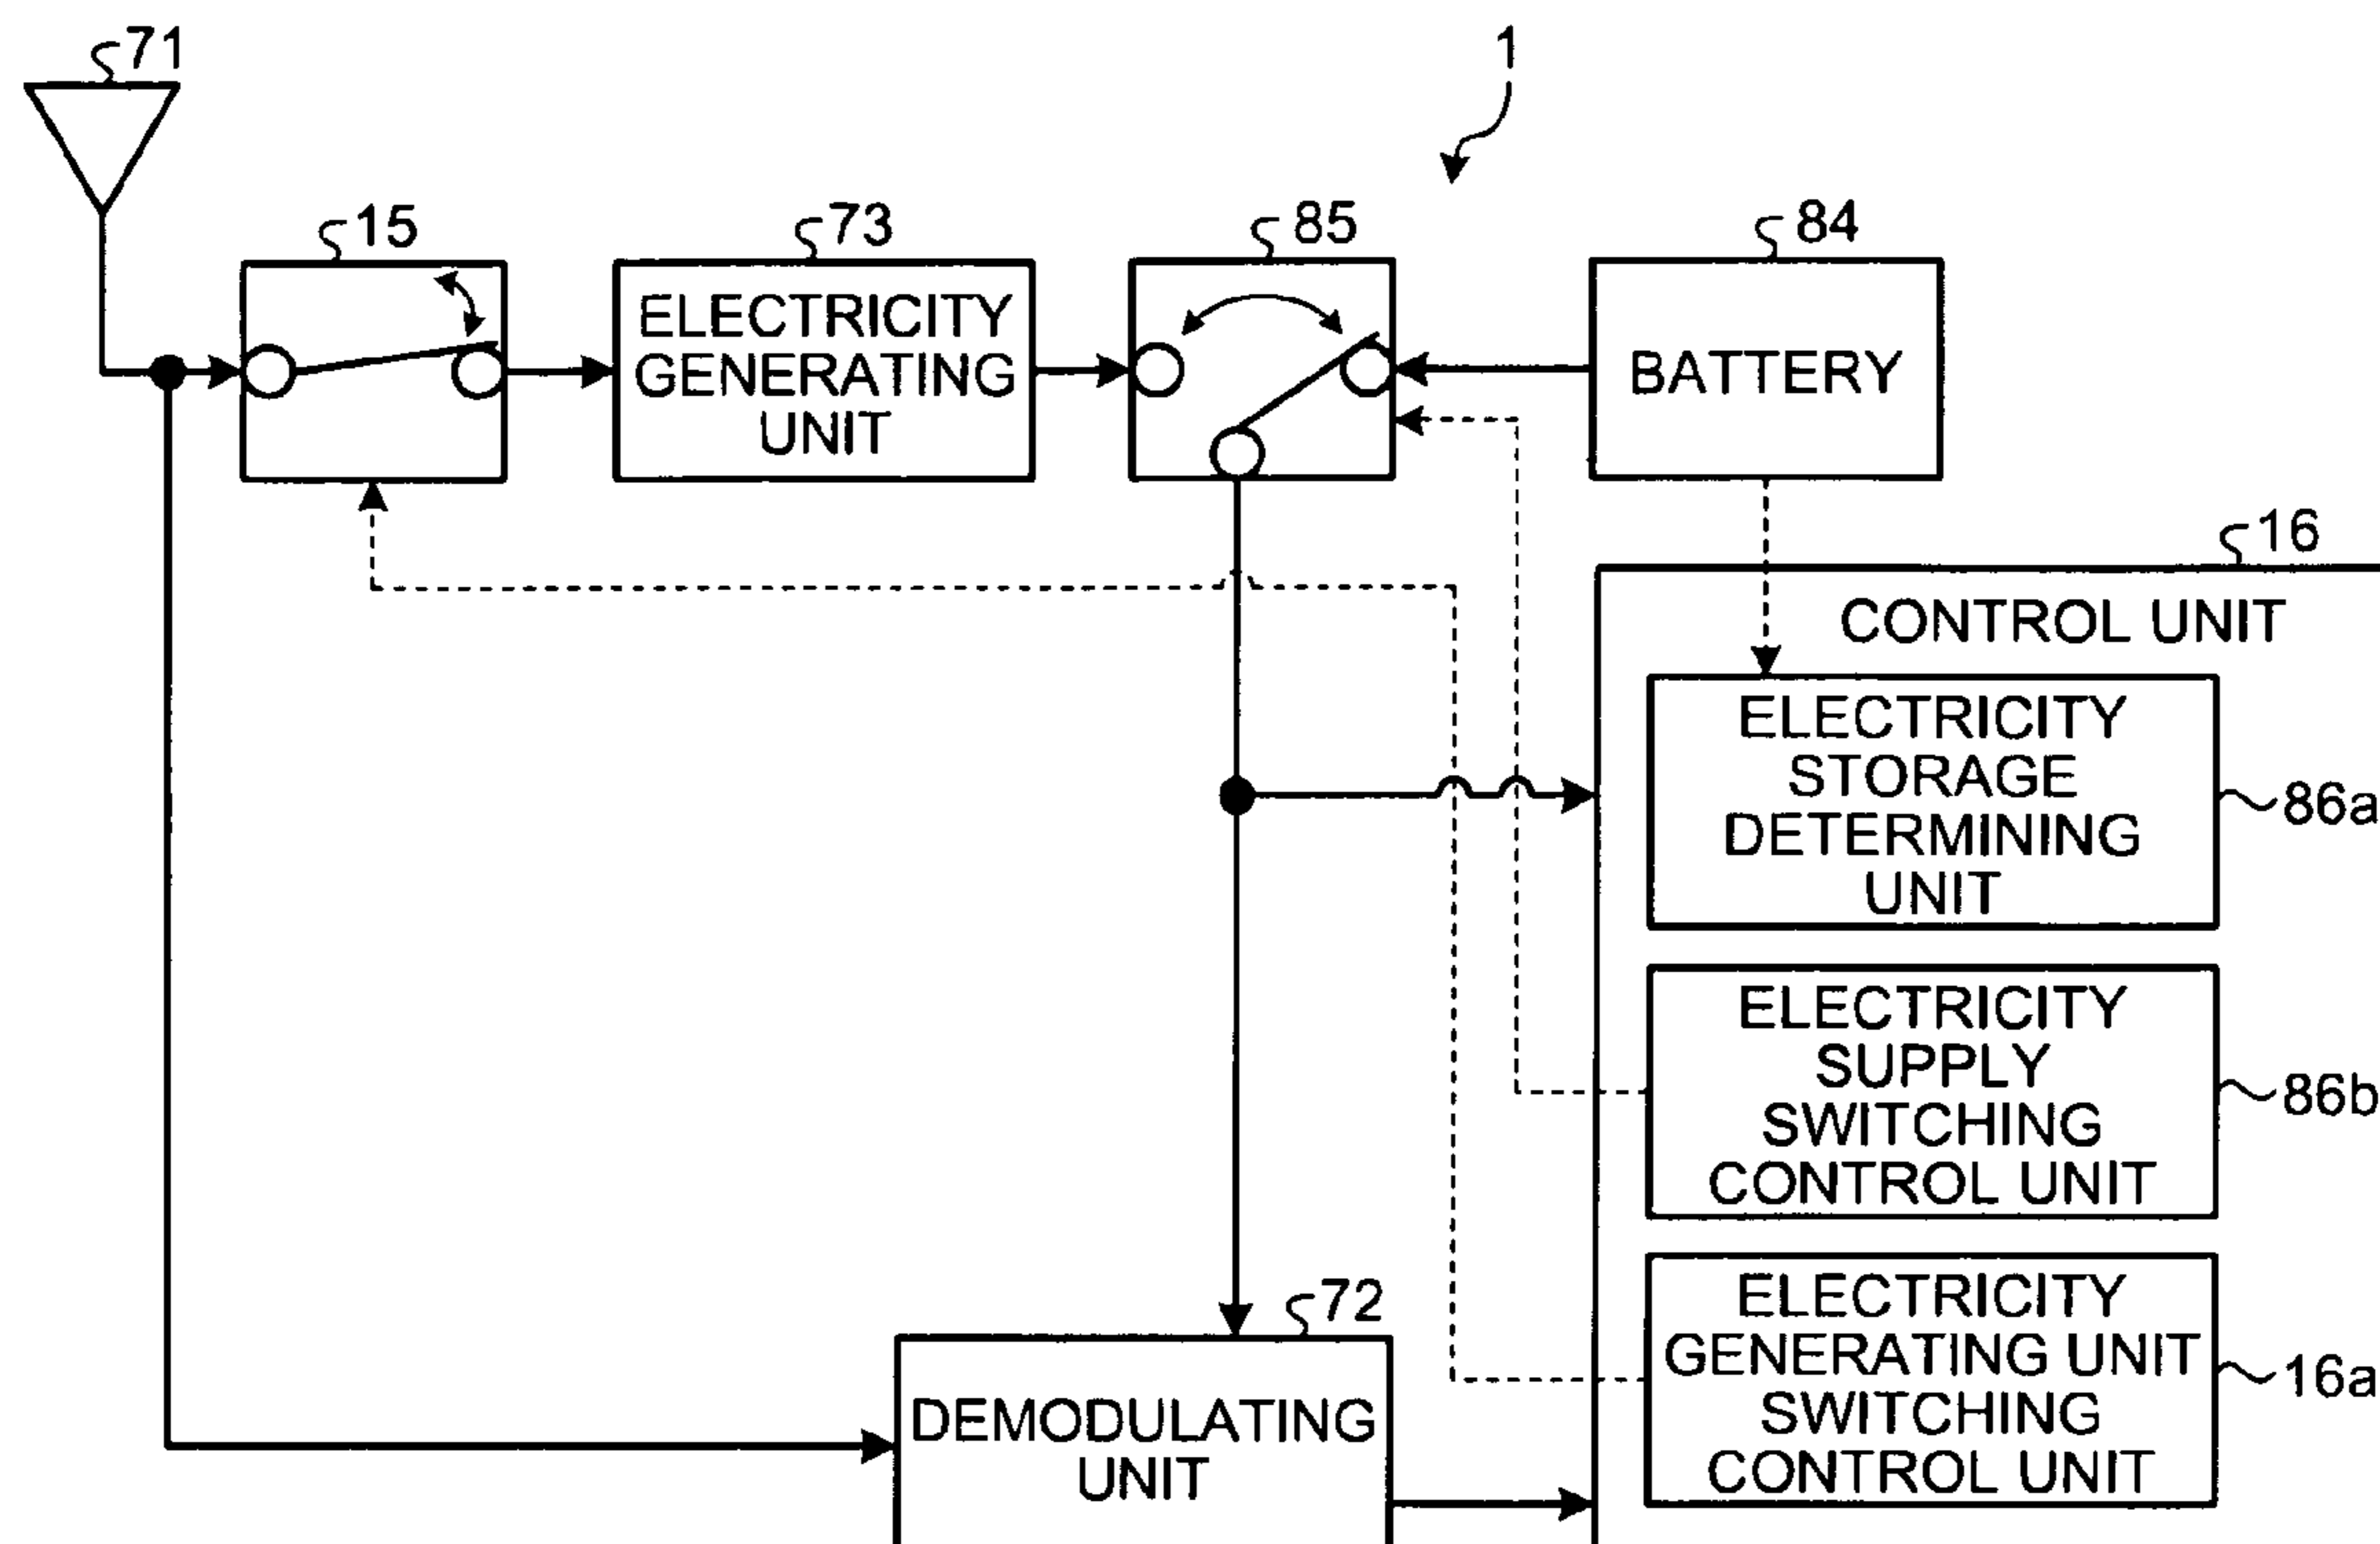 71
1
15
73
85
84
ELECTRICITY
GENERATING
UNIT
BATTERY
16
CONTROL UNIT
ELECTRICITY
STORAGE
DETERMINING
UNIT
86a
ELECTRICITY
SUPPLY
SWITCHING
CONTROL UNIT
86b
72
ELECTRICITY
GENERATING UNIT
SWITCHING
CONTROL UNIT
16a
DEMODULATING
UNIT